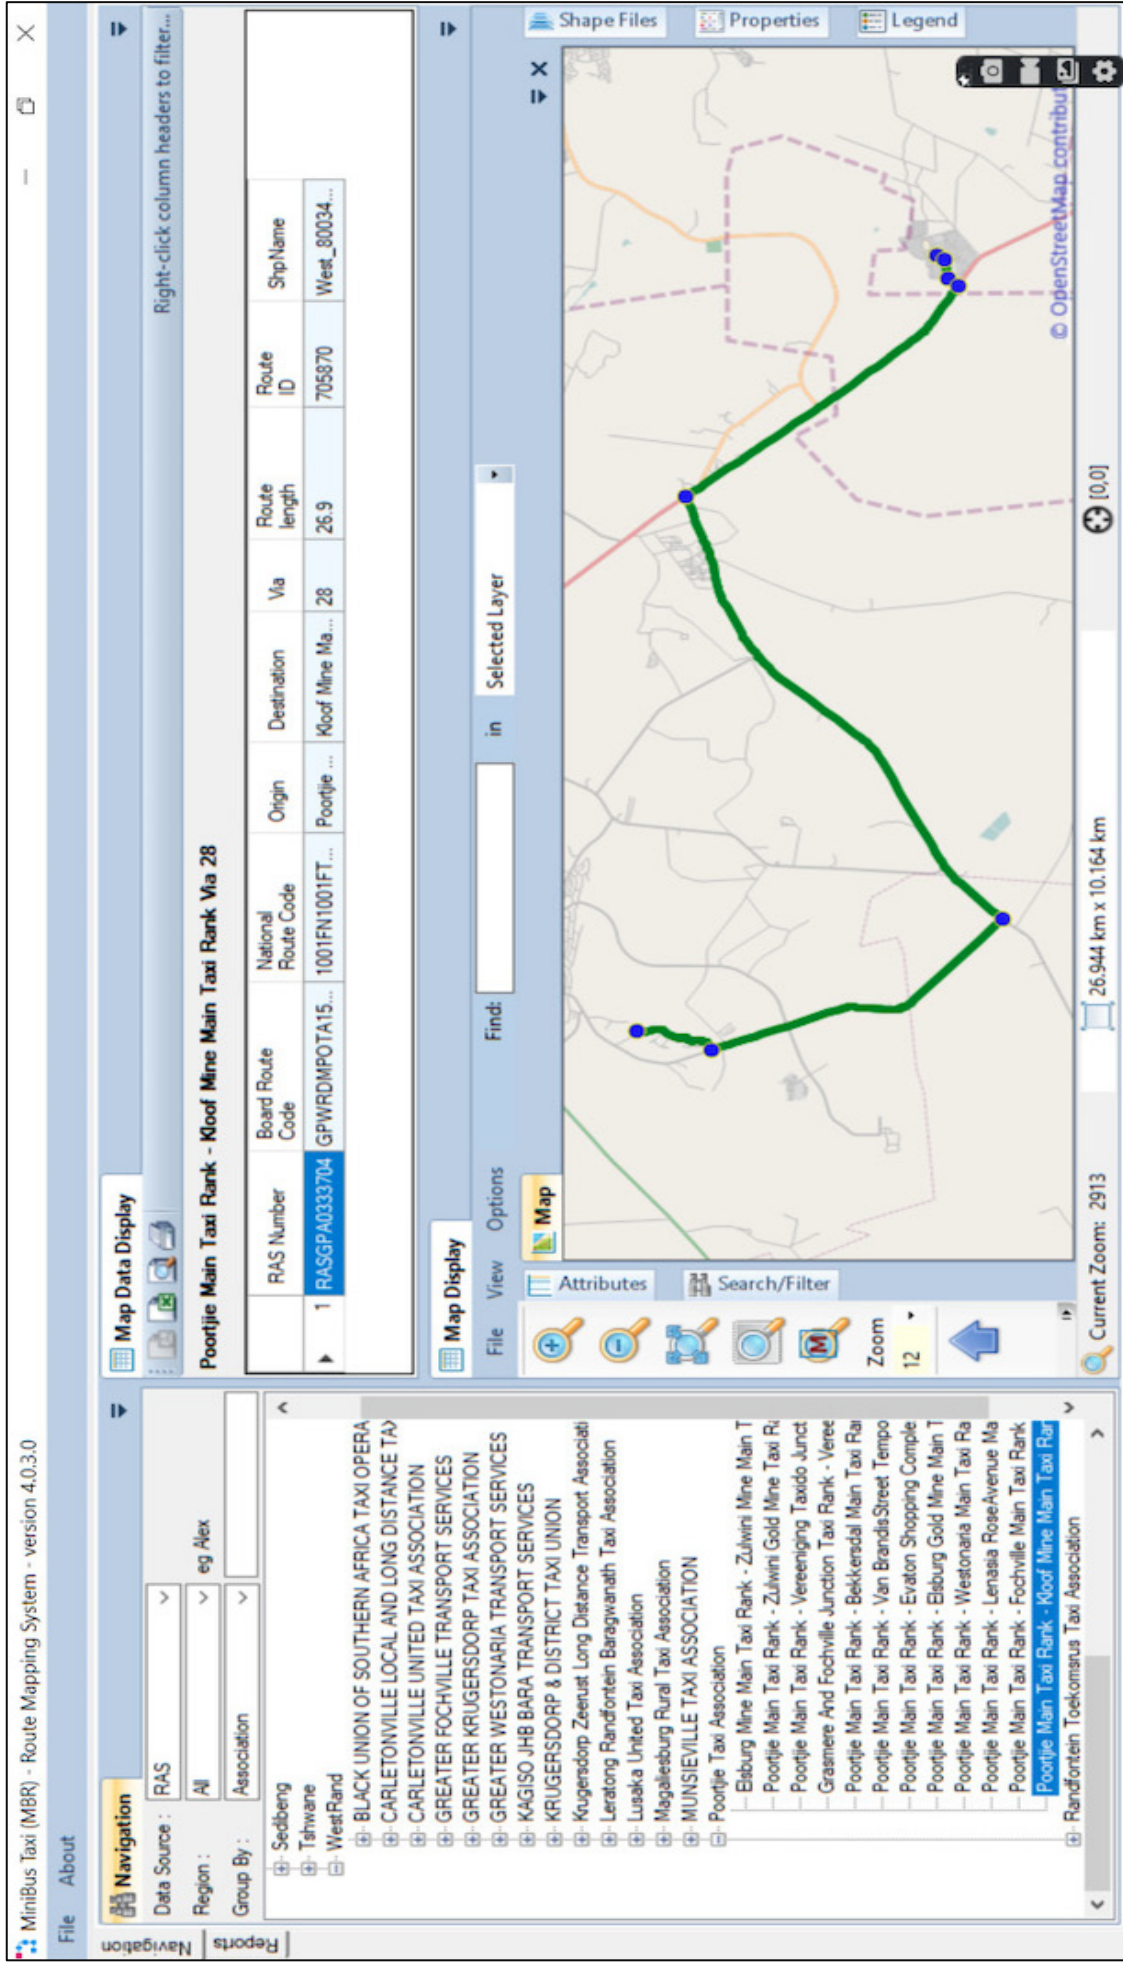 MiniBus Taxi (MBR) - Route Mapping System - version 4.0.3.0
File About
Navigation
Reports
Navigation
Data Source : RAS
Region : All eg Alex
Group By : Association
Sedibeng
Tshwane
WestRand
BLACK UNION OF SOUTHERN AFRICA TAXI OPERA
CARLETONVILLE LOCAL AND LONG DISTANCE TAX
CARLETONVILLE UNITED TAXI ASSOCIATION
GREATER FOCHVILLE TRANSPORT SERVICES
GREATER KRUGERSDORP TAXI ASSOCIATION
GREATER WESTONARIA TRANSPORT SERVICES
KAGISO JHB BARA TRANSPORT SERVICES
KRUGERSDORP & DISTRICT TAXI UNION
Krugersdorp Zeerust Long Distance Transport Associati
Leratong Randfontein Baragwanath Taxi Association
Lusaka United Taxi Association
Magaliesburg Rural Taxi Association
MUNSIEVILLE TAXI ASSOCIATION
Poortjie Taxi Association
Elsburg Mine Main Taxi Rank - Zulwini Mine Main T
Poortjie Main Taxi Rank - Zulwini Gold Mine Taxi Ra
Poortjie Main Taxi Rank - Vereeniging Taxido Junct
Grasmere And Fochville Junction Taxi Rank - Veree
Poortjie Main Taxi Rank - Bekkersdal Main Taxi Rai
Poortjie Main Taxi Rank - Van BrandisStreet Tempo
Poortjie Main Taxi Rank - Evaton Shopping Comple
Poortjie Main Taxi Rank - Elsburg Gold Mine Main T
Poortjie Main Taxi Rank - Westonaria Main Taxi Ra
Poortjie Main Taxi Rank - Lenasia RoseAvenue Ma
Poortjie Main Taxi Rank - Fochville Main Taxi Rank
Poortjie Main Taxi Rank - Kloof Mine Main Taxi Rar
Randfontein Toekomsrus Taxi Association
Map Data Display
Right-click column headers to filter...
Poortjie Main Taxi Rank - Kloof Mine Main Taxi Rank Via 28
RAS Number Board Route Code National Route Code Origin Destination Via Route length Route ID ShpName
1 RASGPA0333704 GPWRDMPOTA15... 1001FN1001FT... Poortjie ... Kloof Mine Ma... 28 26.9 705870 West_80034...
Map Display
File View Options Find: in Selected Layer
Map
Attributes
Search/Filter
Shape Files
Properties
Legend
Zoom
12
© OpenStreetMap contribut
Current Zoom: 2913 26.944 km x 10.164 km [0,0]